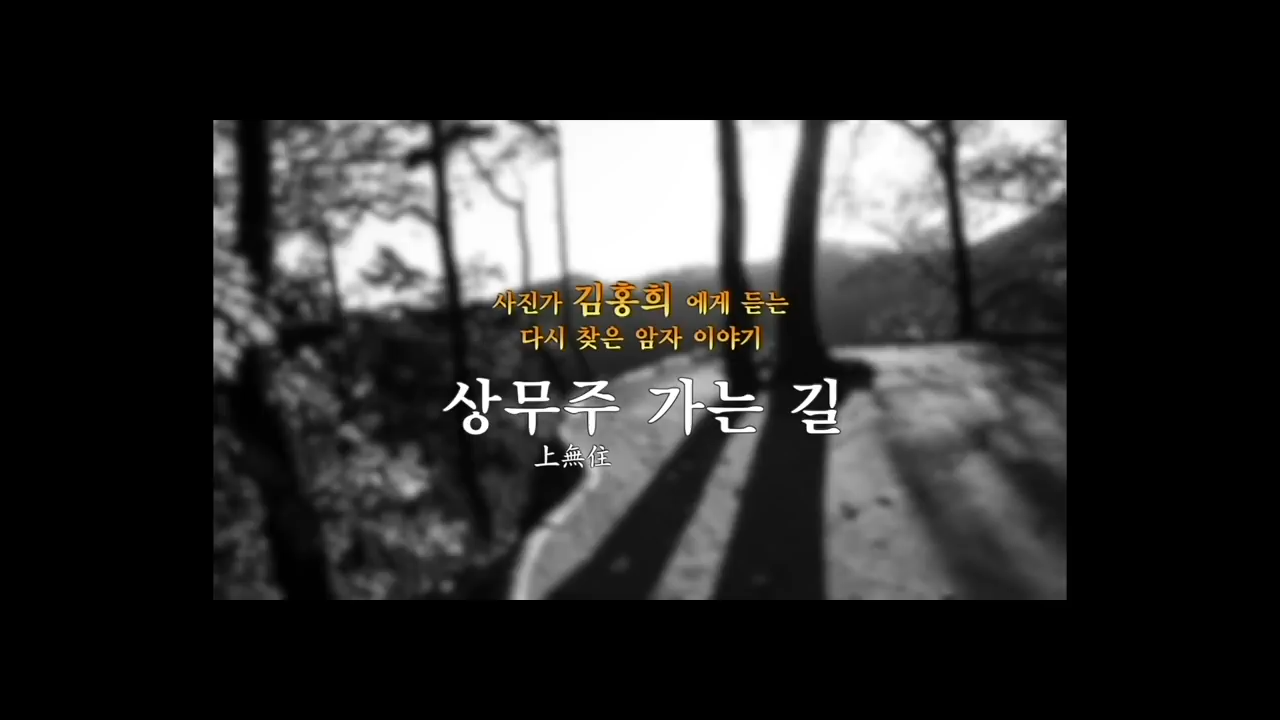 사진가 김홍희 에게 듣는
다시 찾은 암자 이야기
상무주 가는 길
上無住